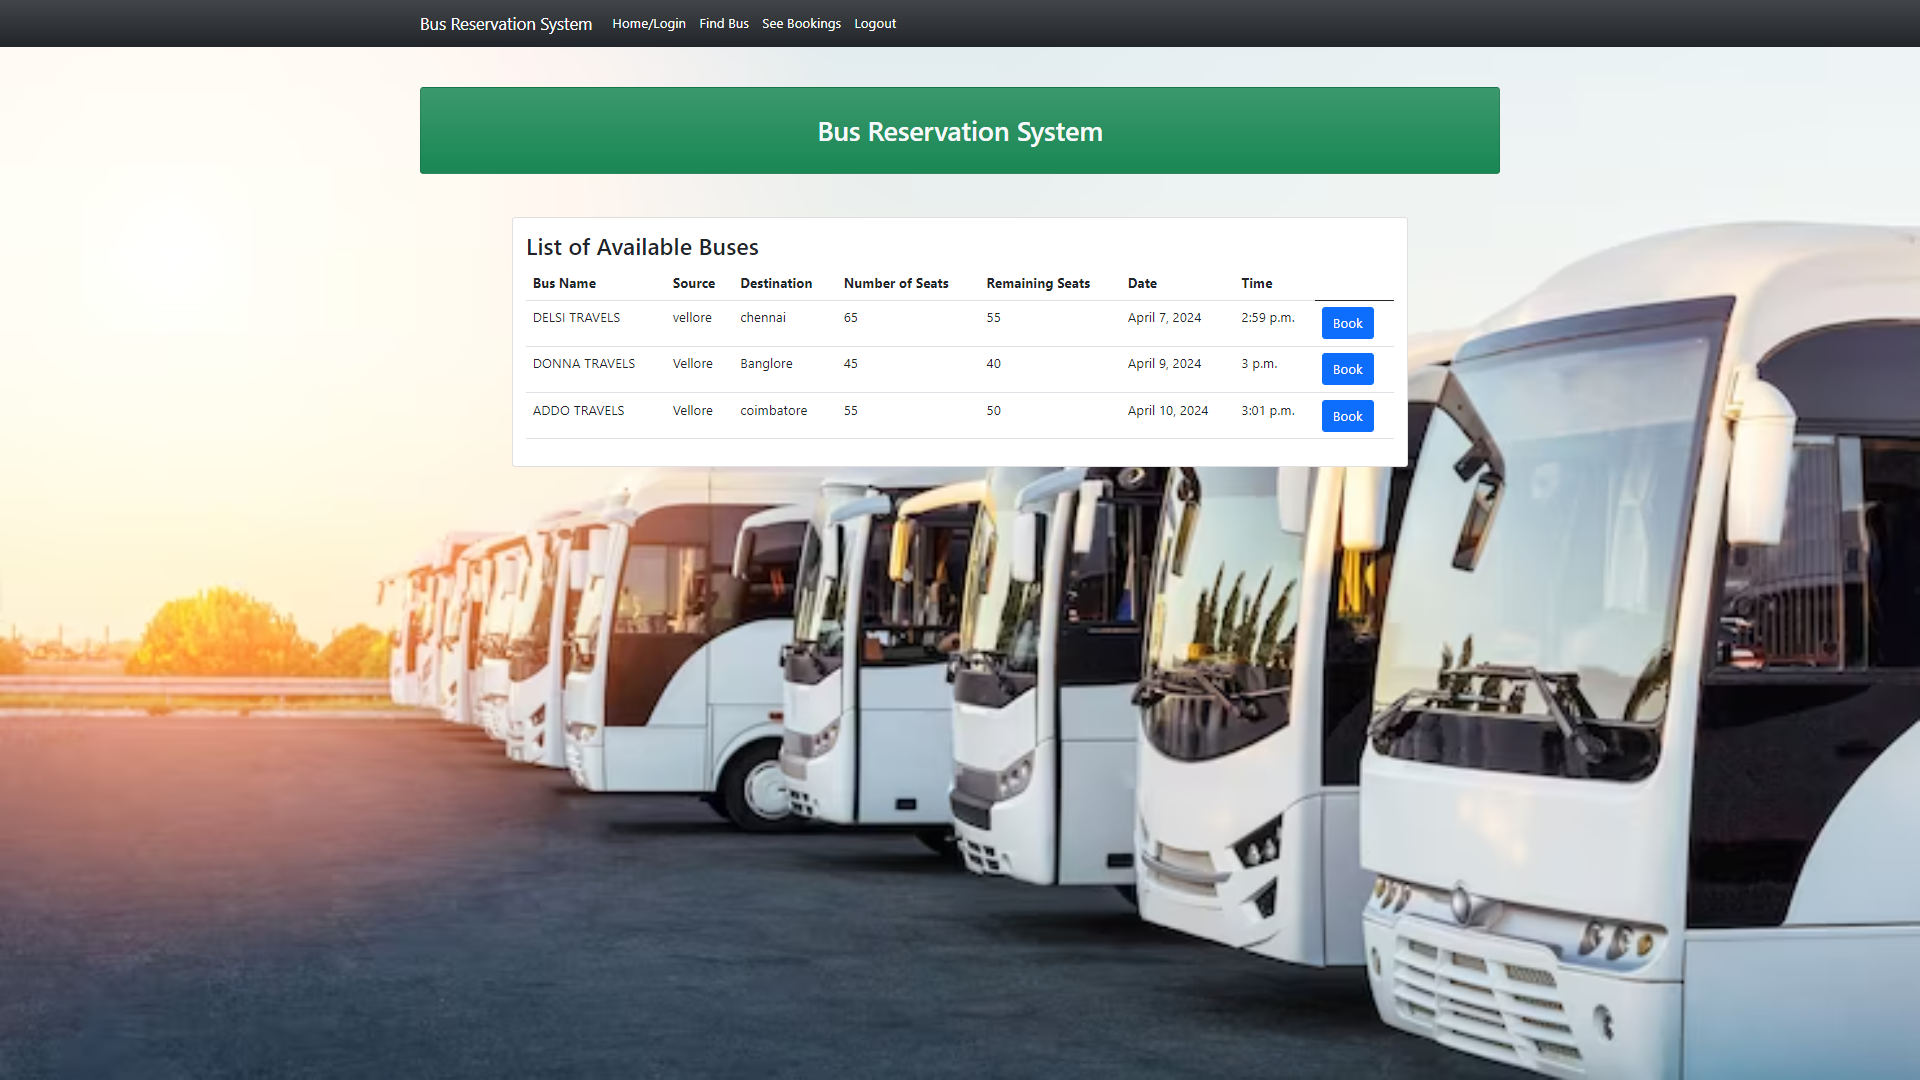 Bus Reservation System Home/Login Find Bus See Bookings Logout
Bus Reservation System
List of Available Buses
Bus Name Source Destination Number of Seats Remaining Seats Date Time
DELSI TRAVELS vellore chennai 65 55 April 7, 2024 2:59 p.m. Book
DONNA TRAVELS Vellore Banglore 45 40 April 9, 2024 3 p.m. Book
ADDO TRAVELS Vellore coimbatore 55 50 April 10, 2024 3:01 p.m. Book